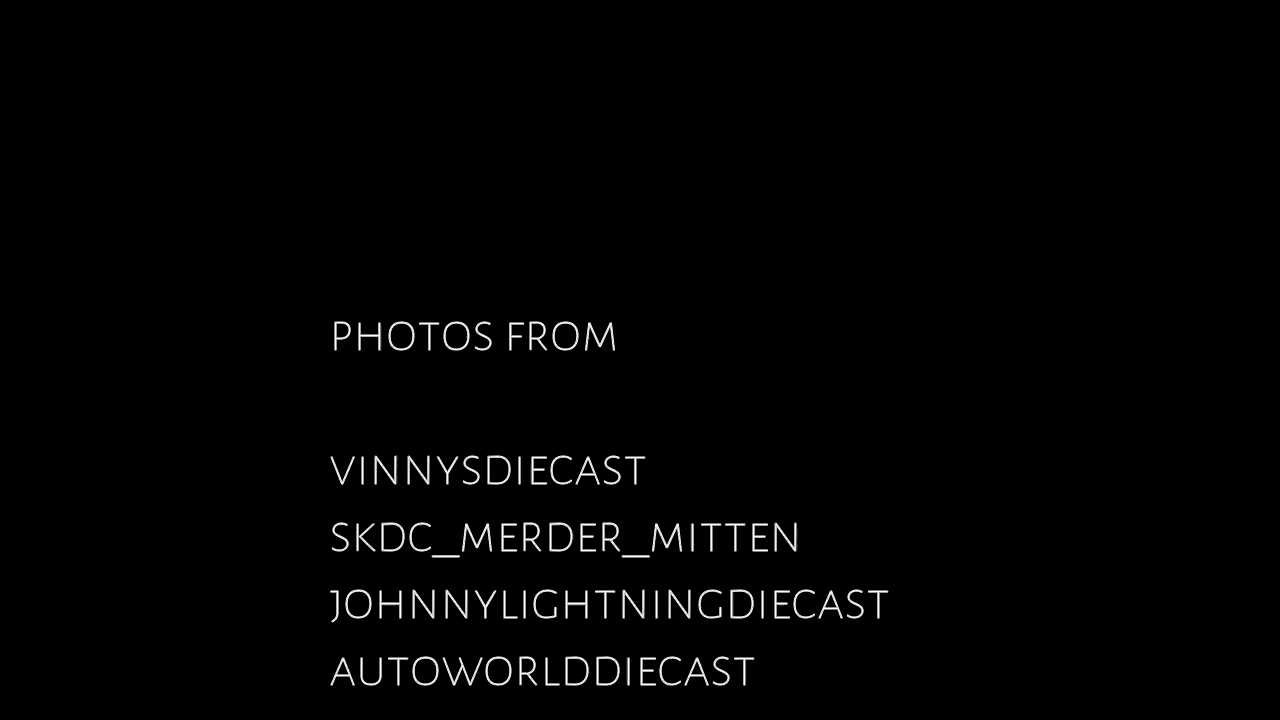 PHOTOS FROM
VINNYSDIECAST
SKDC_MERDER_MITTEN
JOHNNYLIGHTNINGDIECAST
AUTOWORLDDIECAST